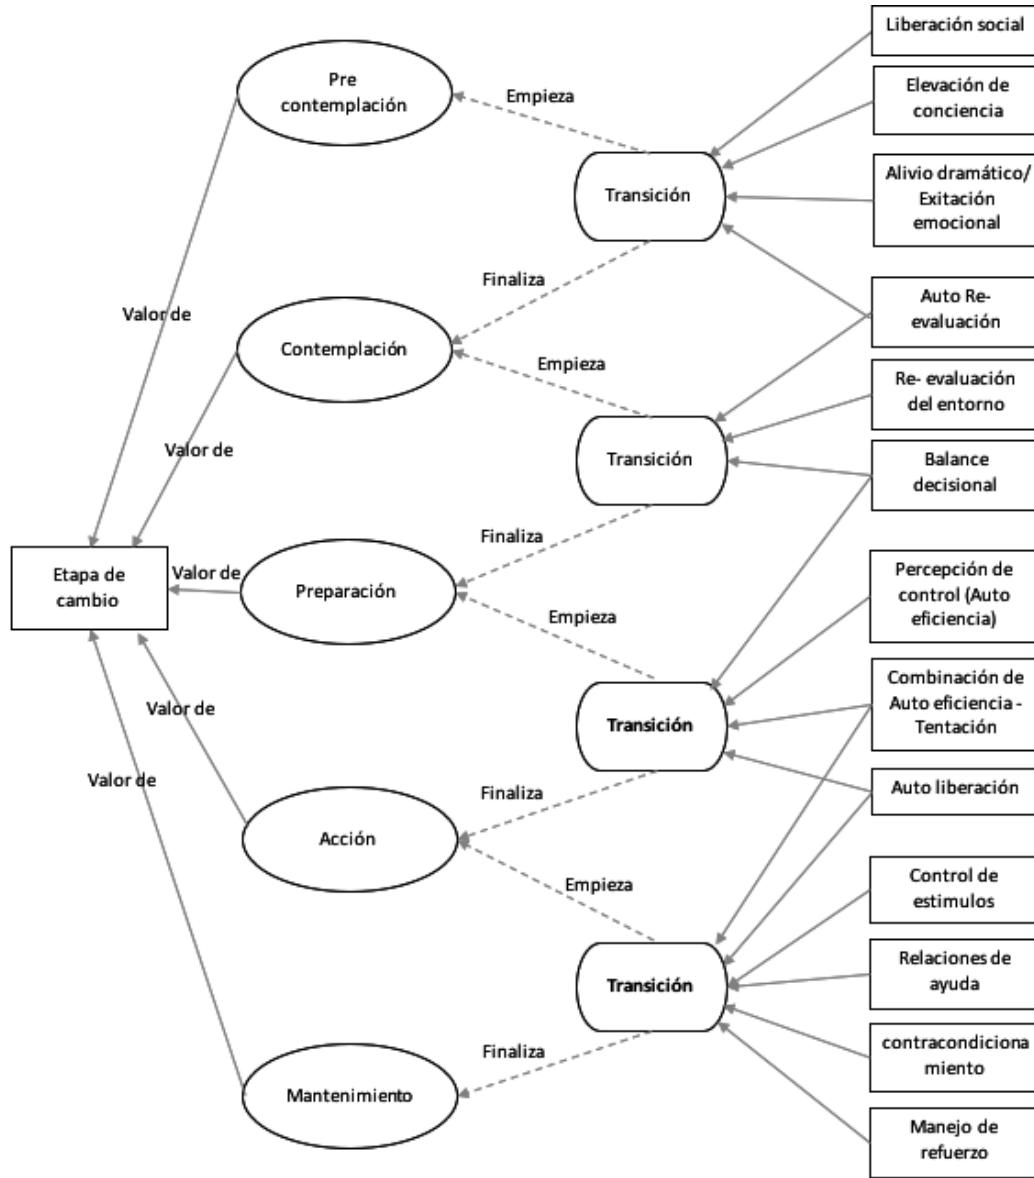 Liberación social
Pre
contemplación
Empieza
Elevación de
conciencia
Transición
Alivio dramático/
Exitación
emocional
Finaliza
Valor de
Auto Re-
evaluación
Contemplación
Empieza
Re- evaluación
del entorno
Valor de
Transición
Balance
decisional
Finaliza
Etapa de
cambio
Valor de
Preparación
Percepción de
control (Auto
eficiencia)
Empieza
Combinación de
Auto eficiencia -
Tentación
Valor de
Transición
Valor de
Finaliza
Auto liberación
Acción
Empieza
Control de
estimulos
Transición
Relaciones de
ayuda
Finaliza
contracondiciona
miento
Mantenimiento
Manejo de
refuerzo